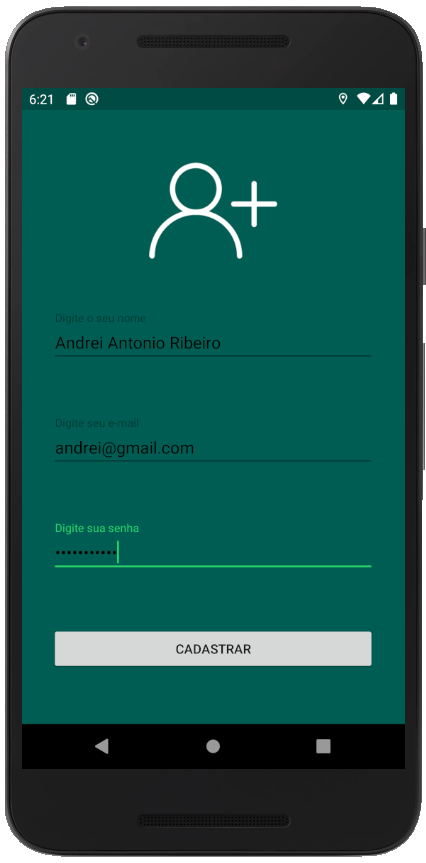 6:21
Digite o seu nome
Andrei Antonio Ribeiro
Digite seu e-mail
andrei@gmail.com
Digite sua senha
•••••••••••
CADASTRAR